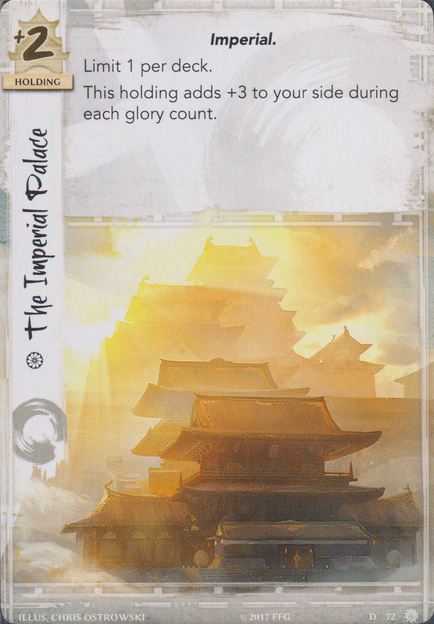 +2
HOLDING
Imperial.
Limit 1 per deck.
This holding adds +3 to your side during
each glory count.
The Imperial Palace
ILLUS. CHRIS OSTROWSKI
© 2017 FFG
D 72